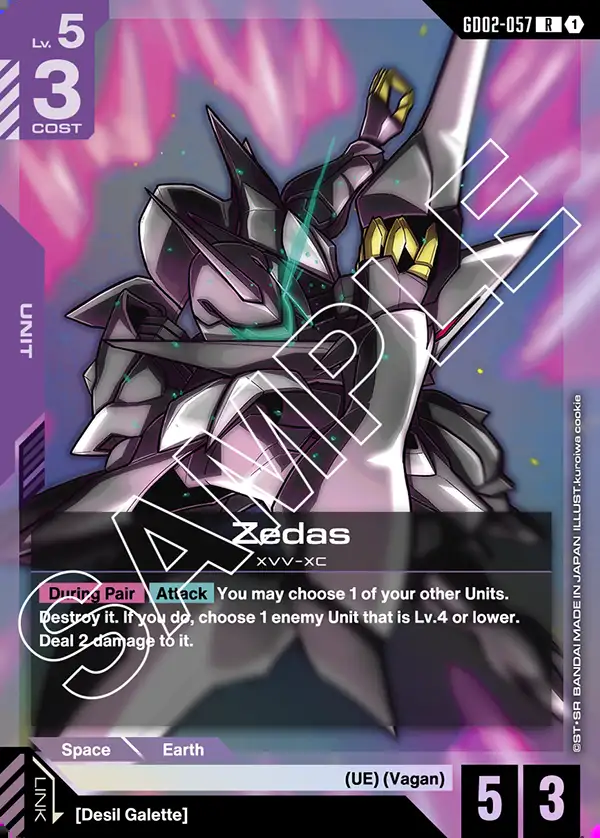 GD02-057 R 1
Lv. 5
3
COST
UNIT
SAMPLE
Zedas
xvv-xc
During Pair Attack You may choose 1 of your other Units.
Destroy it. If you do, choose 1 enemy Unit that is Lv.4 or lower.
Deal 2 damage to it.
©ST・SR BANDAI MADE IN JAPAN ILLUST.kuroiwa cookie
Space Earth
(UE) (Vagan)
LINK
[Desil Galette]
5 3